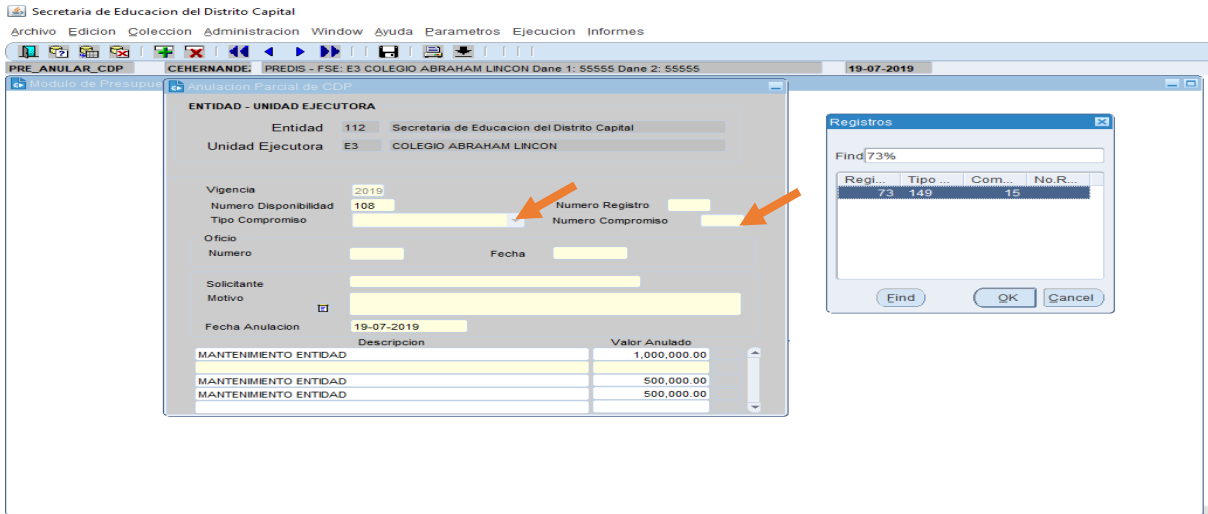 Secretaria de Educacion del Distrito Capital
Archivo Edicion Coleccion Administracion Window Ayuda Parametros Ejecucion Informes
PRE_ANULAR_CDP CEHERNANDE: PREDIS - FSE: E3 COLEGIO ABRAHAM LINCON Dane 1: 55555 Dane 2: 55555 19-07-2019
Modulo de Presupue
Anulacion Parcial de CDP
ENTIDAD - UNIDAD EJECUTORA
Entidad 112 Secretaria de Educacion del Distrito Capital
Unidad Ejecutora E3 COLEGIO ABRAHAM LINCON
Vigencia 2019
Numero Disponibilidad 108 Numero Registro
Tipo Compromiso Numero Compromiso
Oficio
Numero Fecha
Solicitante
Motivo
Fecha Anulacion 19-07-2019
Descripcion Valor Anulado
MANTENIMIENTO ENTIDAD 1,000,000.00
MANTENIMIENTO ENTIDAD 500,000.00
MANTENIMIENTO ENTIDAD 500,000.00
Registros
Find 73%
Regi... Tipo ... Com... No.R...
73 149 15
Find OK Cancel